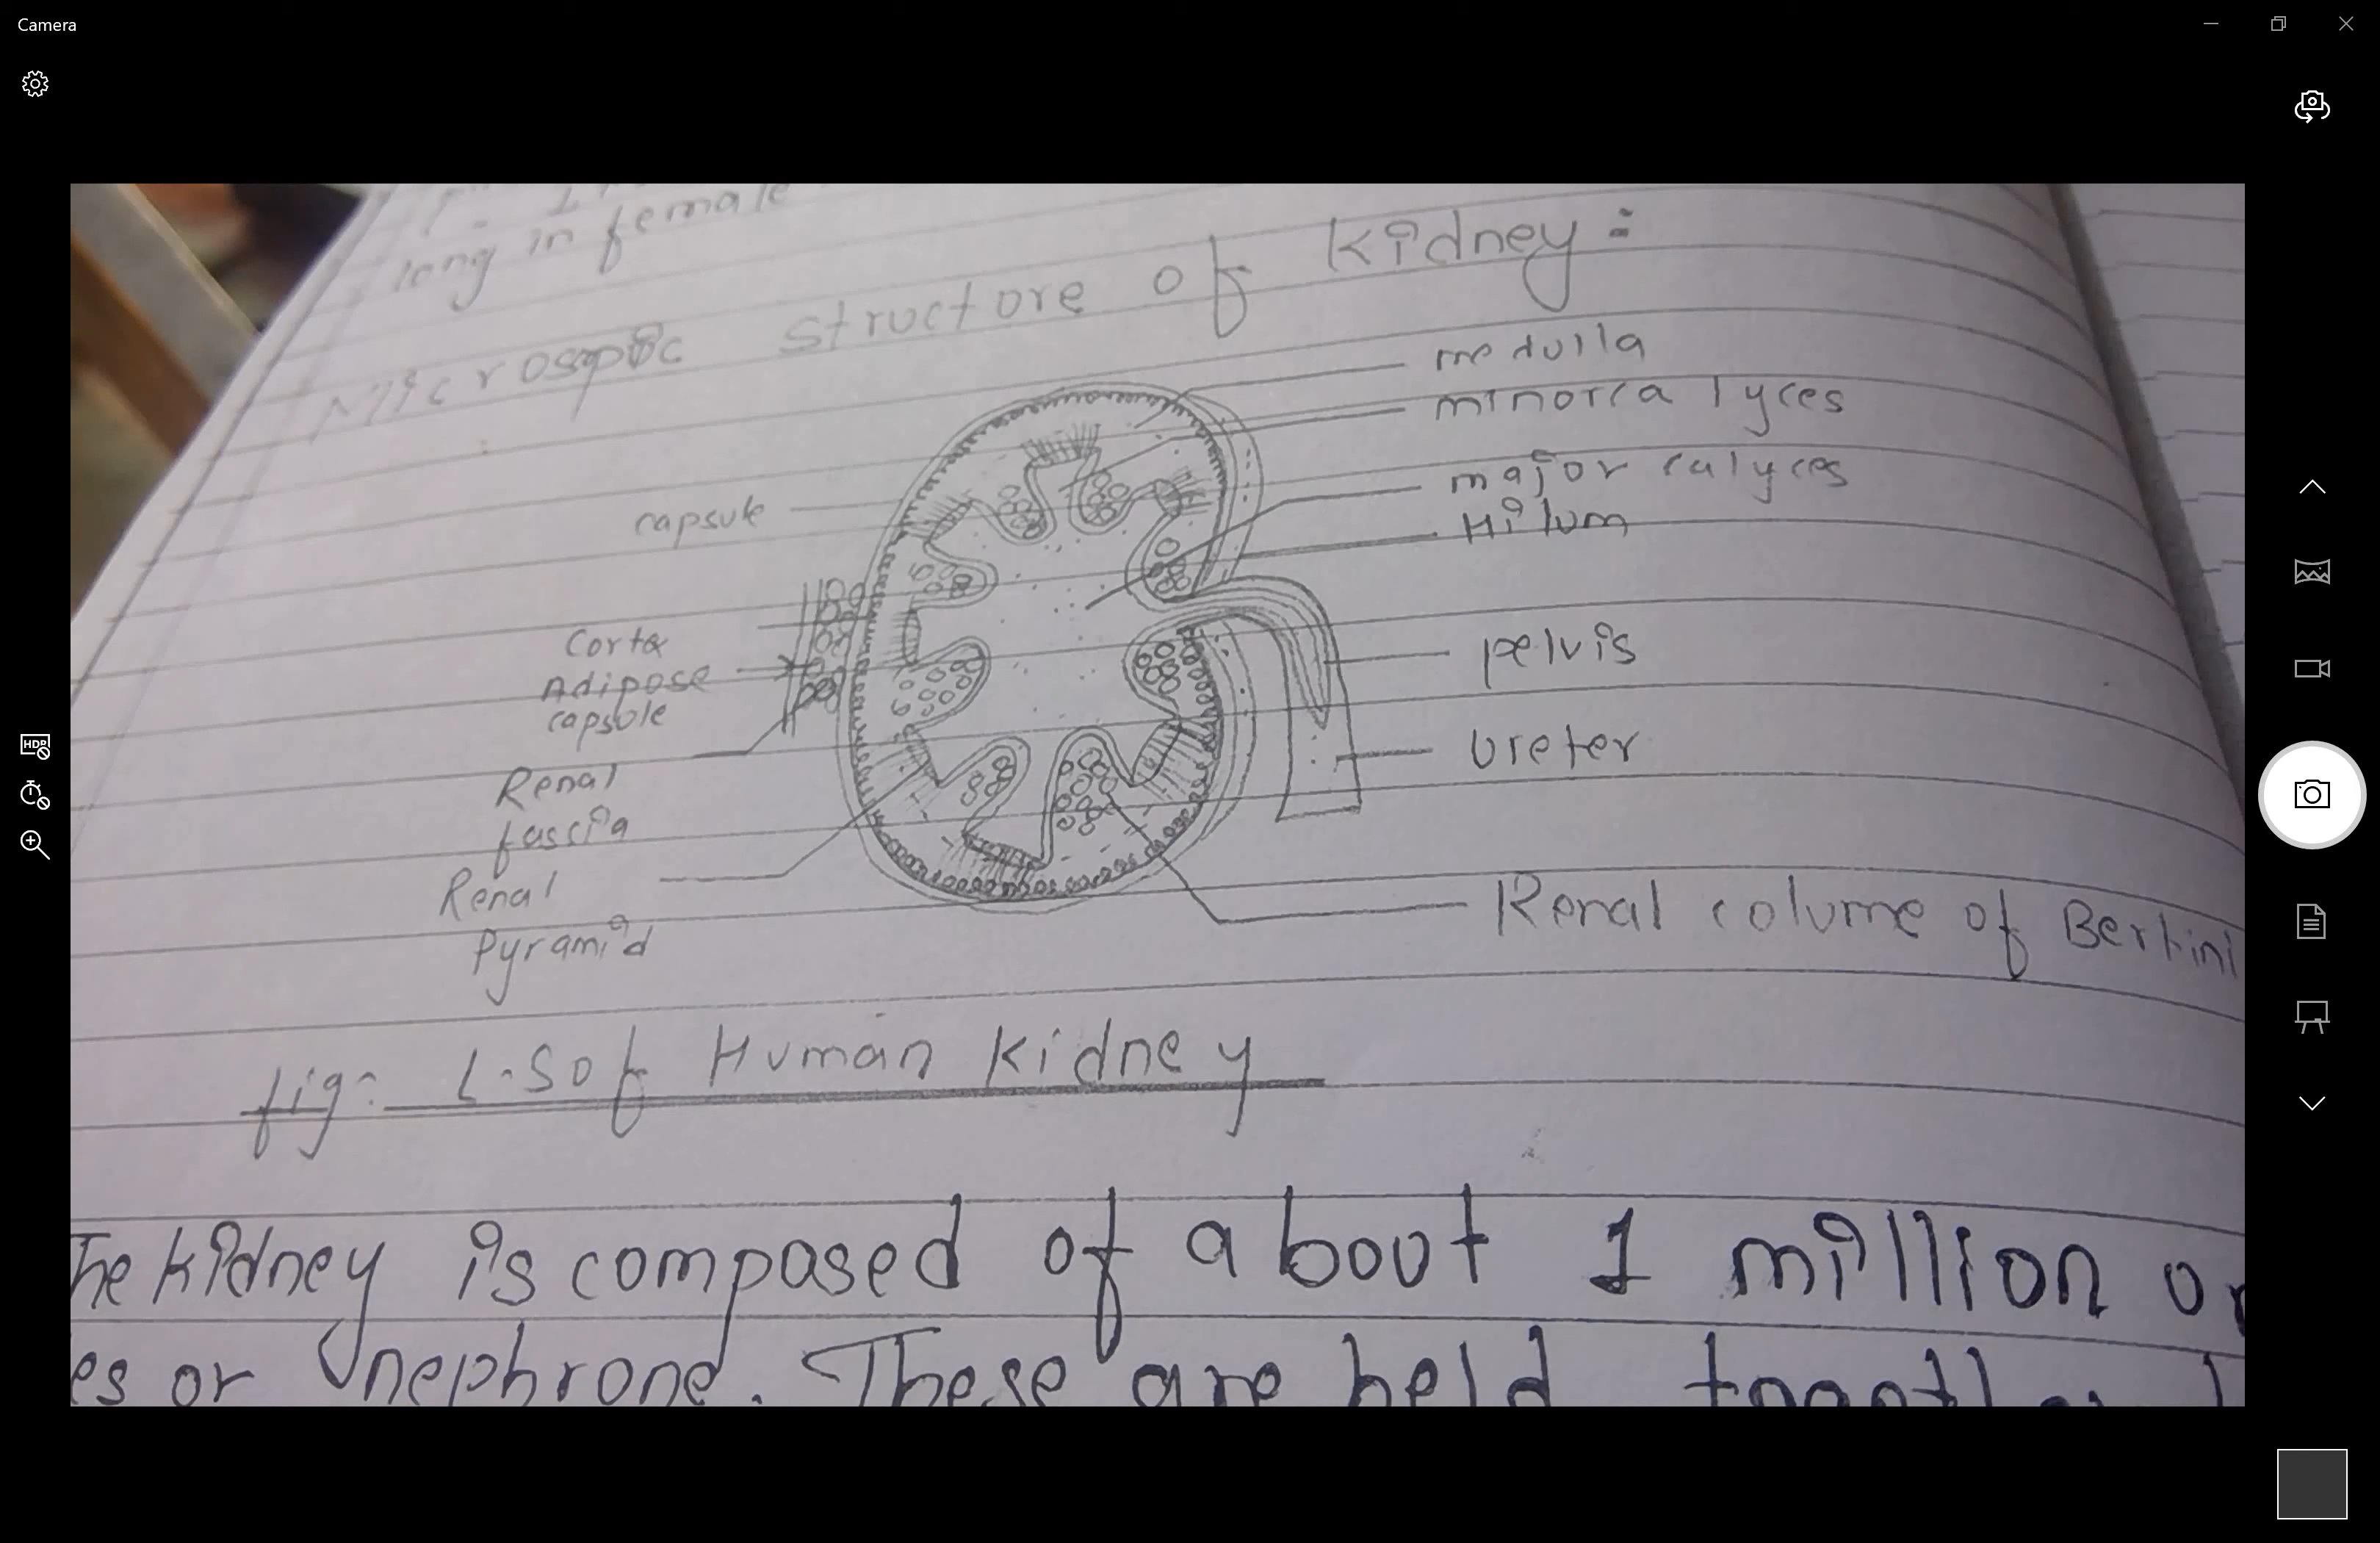 Camera
long in female
Microsopic structure of kidney:
medulla
minorca lyces
major calyces
Hilum
capsule
Corta
Adipose
capsule
pelvis
Ureter
Renal
fascia
Renal
pyramid
Renal colume of Bertini
fig: L.S of Human Kidney
The kidney is composed of about 1 million or
es or nephrone. These are held
HDR